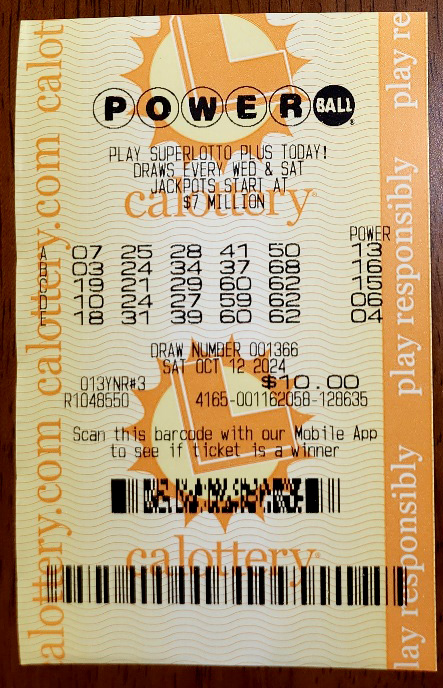 POWERBALL
PLAY SUPERLOTTO PLUS TODAY!
DRAWS EVERY WED & SAT
JACKPOTS START AT
$7 MILLION
calottery
POWER
A 07 25 28 41 50 13
B 03 24 34 37 68 16
C 19 21 29 60 62 15
D 10 24 27 59 62 06
E 18 31 39 60 62 04
DRAW NUMBER 001366
SAT OCT 12 2024
013YNR#3 $10.00
R1048550 4165-001162058-128635
Scan this barcode with our Mobile App
to see if ticket is a winner
calottery
calottery.com calottery.com calot
lay responsibly play responsibly play re